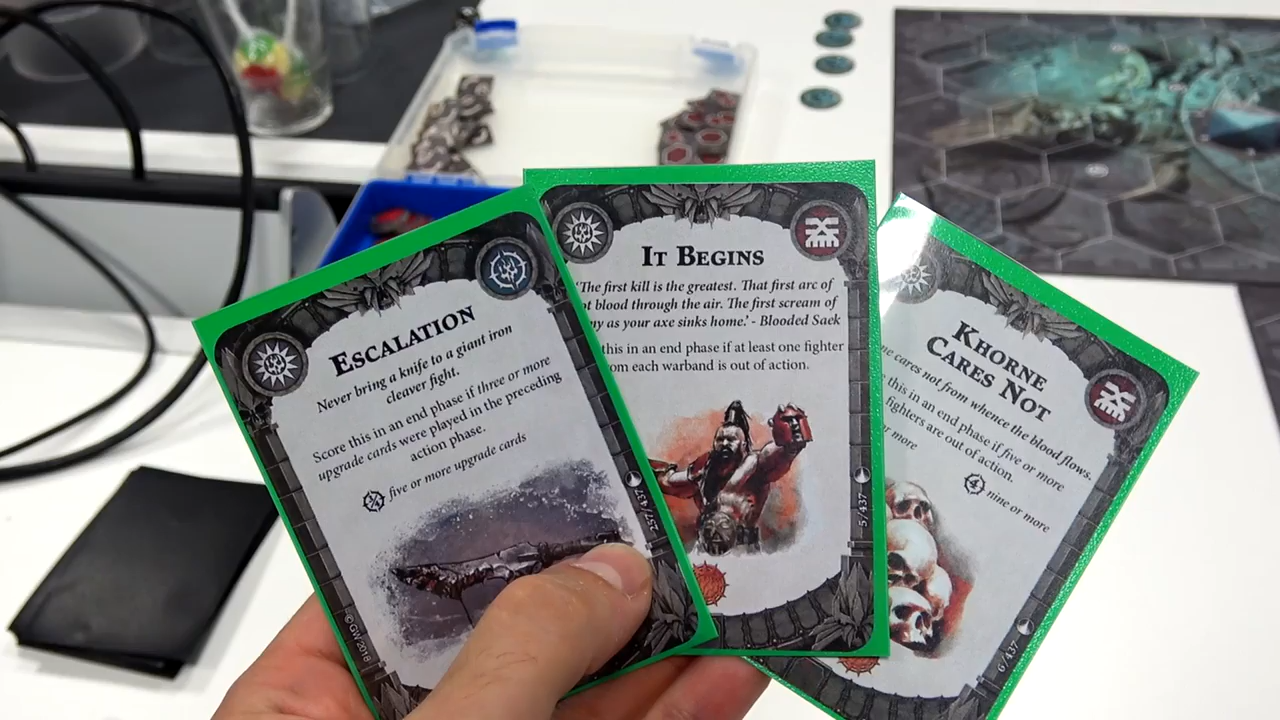 ESCALATION
Never bring a knife to a giant iron
cleaver fight.
Score this in an end phase if three or more
upgrade cards were played in the preceding
action phase.
five or more upgrade cards
257/437
©GW 2018
IT BEGINS
'The first kill is the greatest. That first arc of
blood through the air. The first scream of
as your axe sinks home.' - Blooded Saek
this in an end phase if at least one fighter
from each warband is out of action.
5/437
KHORNE
CARES NOT
cares not from whence the blood flows.
this in an end phase if five or more
fighters are out of action.
4 nine or more
6/437